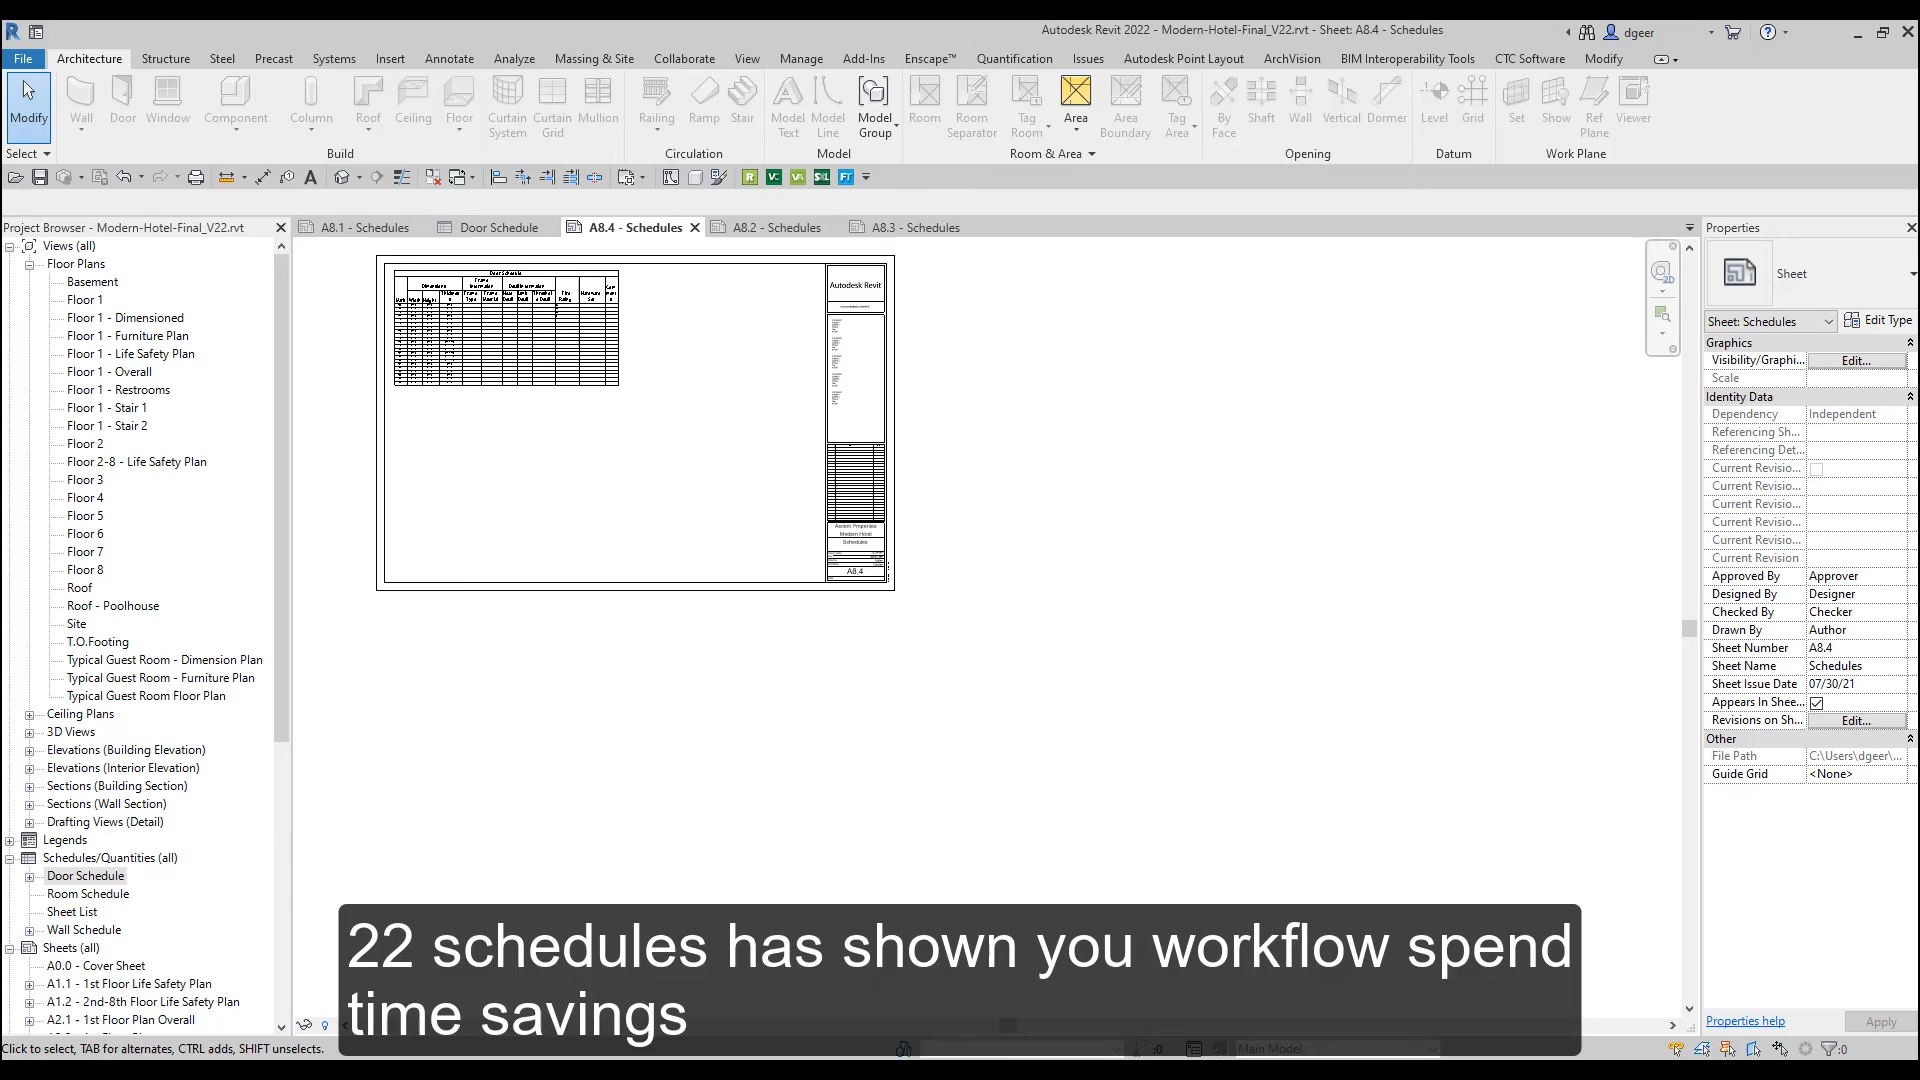 Autodesk Revit 2022 - Modern-Hotel-Final_V22.rvt - Sheet: A8.4 - Schedules
dgeer
File Architecture Structure Steel Precast Systems Insert Annotate Analyze Massing & Site Collaborate View Manage Add-Ins Enscape™ Quantification Issues Autodesk Point Layout ArchVision BIM Interoperability Tools CTC Software Modify
Modify Wall Door Window Component Column Roof Ceiling Floor Curtain System Curtain Grid Mullion Railing Ramp Stair Model Text Model Line Model Group Room Room Separator Tag Room Area Area Boundary Tag Area By Face Shaft Wall Vertical Dormer Level Grid Set Show Ref Plane Viewer
Select Build Circulation Model Room & Area Opening Datum Work Plane
Project Browser - Modern-Hotel-Final_V22.rvt
A8.1 - Schedules Door Schedule A8.4 - Schedules A8.2 - Schedules A8.3 - Schedules
Views (all)
Floor Plans
Basement
Floor 1
Floor 1 - Dimensioned
Floor 1 - Furniture Plan
Floor 1 - Life Safety Plan
Floor 1 - Overall
Floor 1 - Restrooms
Floor 1 - Stair 1
Floor 1 - Stair 2
Floor 2
Floor 2-8 - Life Safety Plan
Floor 3
Floor 4
Floor 5
Floor 6
Floor 7
Floor 8
Roof
Roof - Poolhouse
Site
T.O.Footing
Typical Guest Room - Dimension Plan
Typical Guest Room - Furniture Plan
Typical Guest Room Floor Plan
Ceiling Plans
3D Views
Elevations (Building Elevation)
Elevations (Interior Elevation)
Sections (Building Section)
Sections (Wall Section)
Drafting Views (Detail)
Legends
Schedules/Quantities (all)
Door Schedule
Room Schedule
Sheet List
Wall Schedule
Sheets (all)
A0.0 - Cover Sheet
A1.1 - 1st Floor Life Safety Plan
A1.2 - 2nd-8th Floor Life Safety Plan
A2.1 - 1st Floor Plan Overall
Door Schedule
Autodesk Revit
Ascent Properties
Modern Hotel
Schedules
A8.4
2D
Properties
Sheet
Sheet: Schedules Edit Type
Graphics
Visibility/Graphi... Edit...
Scale
Identity Data
Dependency Independent
Referencing Sh...
Referencing Det...
Current Revisio...
Current Revisio...
Current Revisio...
Current Revisio...
Current Revisio...
Current Revision
Approved By Approver
Designed By Designer
Checked By Checker
Drawn By Author
Sheet Number A8.4
Sheet Name Schedules
Sheet Issue Date 07/30/21
Appears In Shee...
Revisions on Sh... Edit...
Other
File Path C:\Users\dgeer\...
Guide Grid <None>
Properties help Apply
22 schedules has shown you workflow spend
time savings
Click to select, TAB for alternates, CTRL adds, SHIFT unselects.
:0 Main Model :0